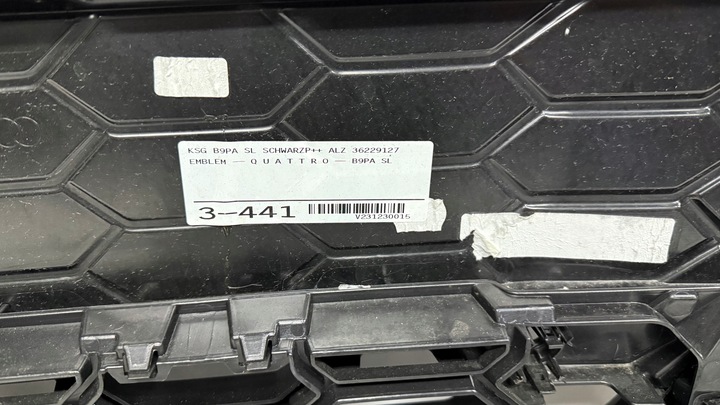 KSG B9PA SL SCHWARZP++ ALZ 36229127
EMBLEM — Q U A T T R O — B9PA SL
3-441
V231230016